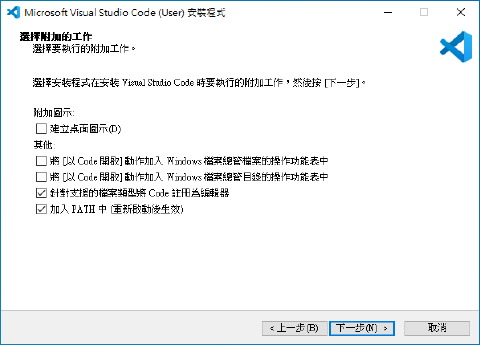 Microsoft Visual Studio Code (User) 安裝程式
選擇附加的工作
選擇要執行的附加工作。
選擇安裝程式在安裝 Visual Studio Code 時要執行的附加工作，然後按 [下一步]。
附加圖示:
建立桌面圖示(D)
其他:
將 [以 Code 開啟] 動作加入 Windows 檔案總管檔案的操作功能表中
將 [以 Code 開啟] 動作加入 Windows 檔案總管目錄的操作功能表中
針對支援的檔案類型將 Code 註冊為編輯器
加入 PATH 中 (重新啟動後生效)
< 上一步(B)
下一步(N) >
取消